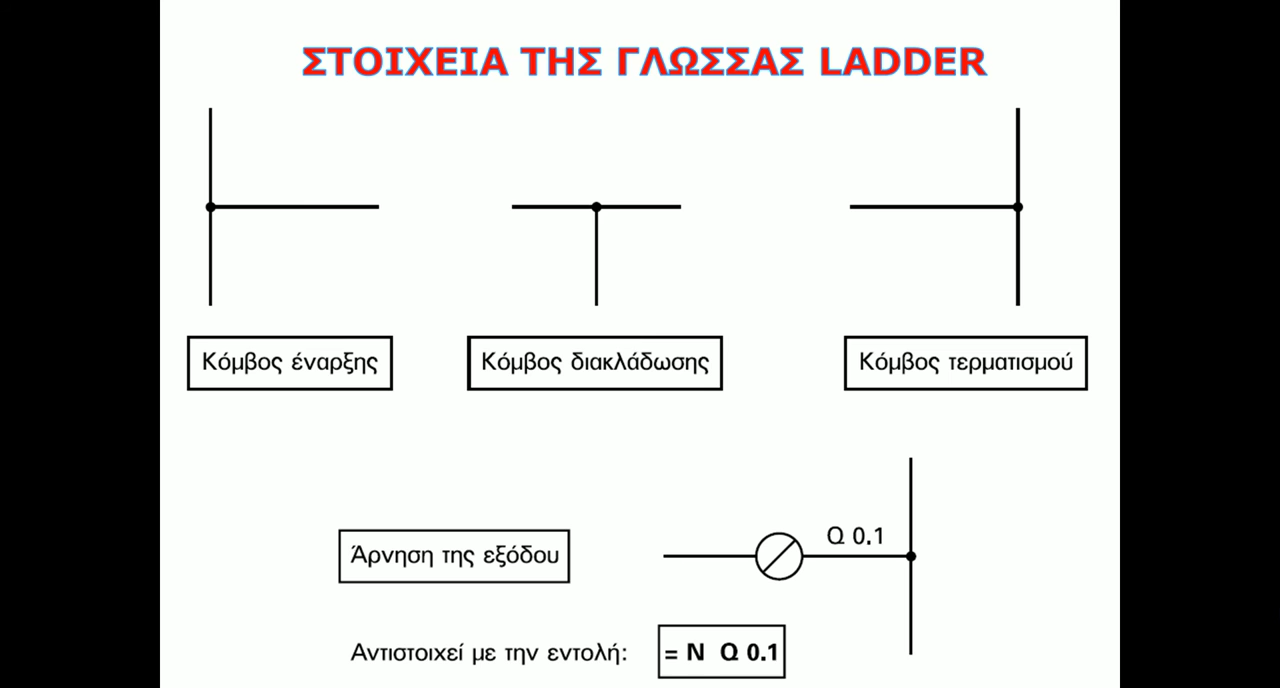 ΣΤΟΙΧΕΙΑ ΤΗΣ ΓΛΩΣΣΑΣ LADDER
Κόμβος έναρξης
Κόμβος διακλάδωσης
Κόμβος τερματισμού
Άρνηση της εξόδου
Q 0.1
Αντιστοιχεί με την εντολή:
= N Q 0.1